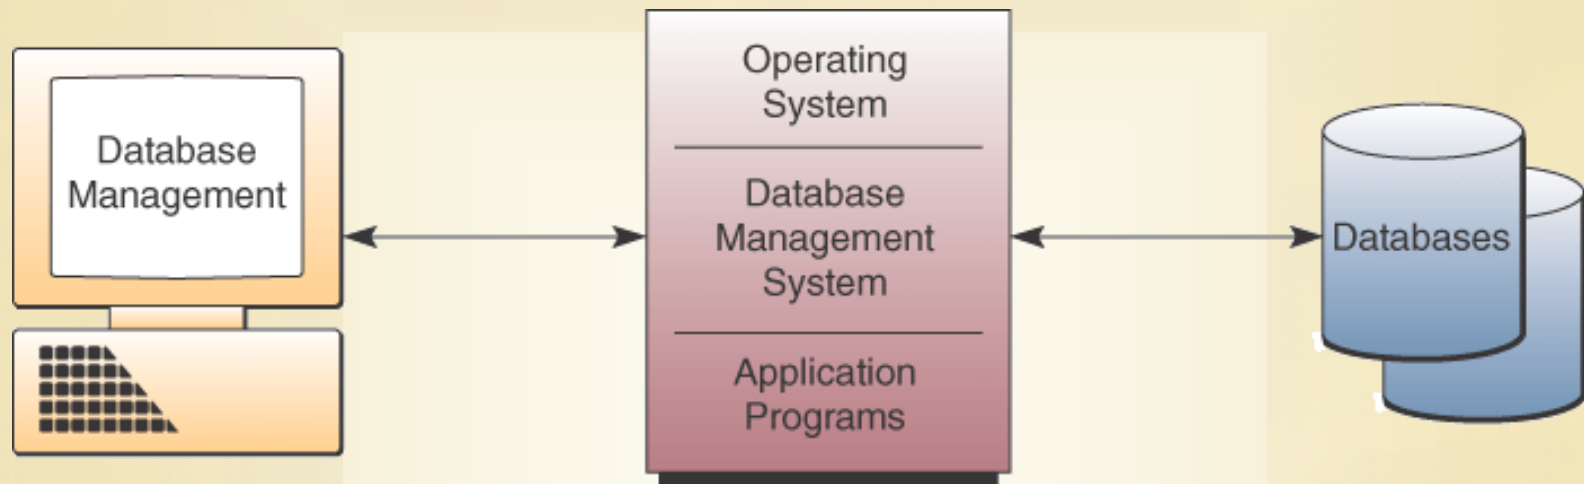 Database
Management
Operating
System
Database
Management
System
Application
Programs
Databases